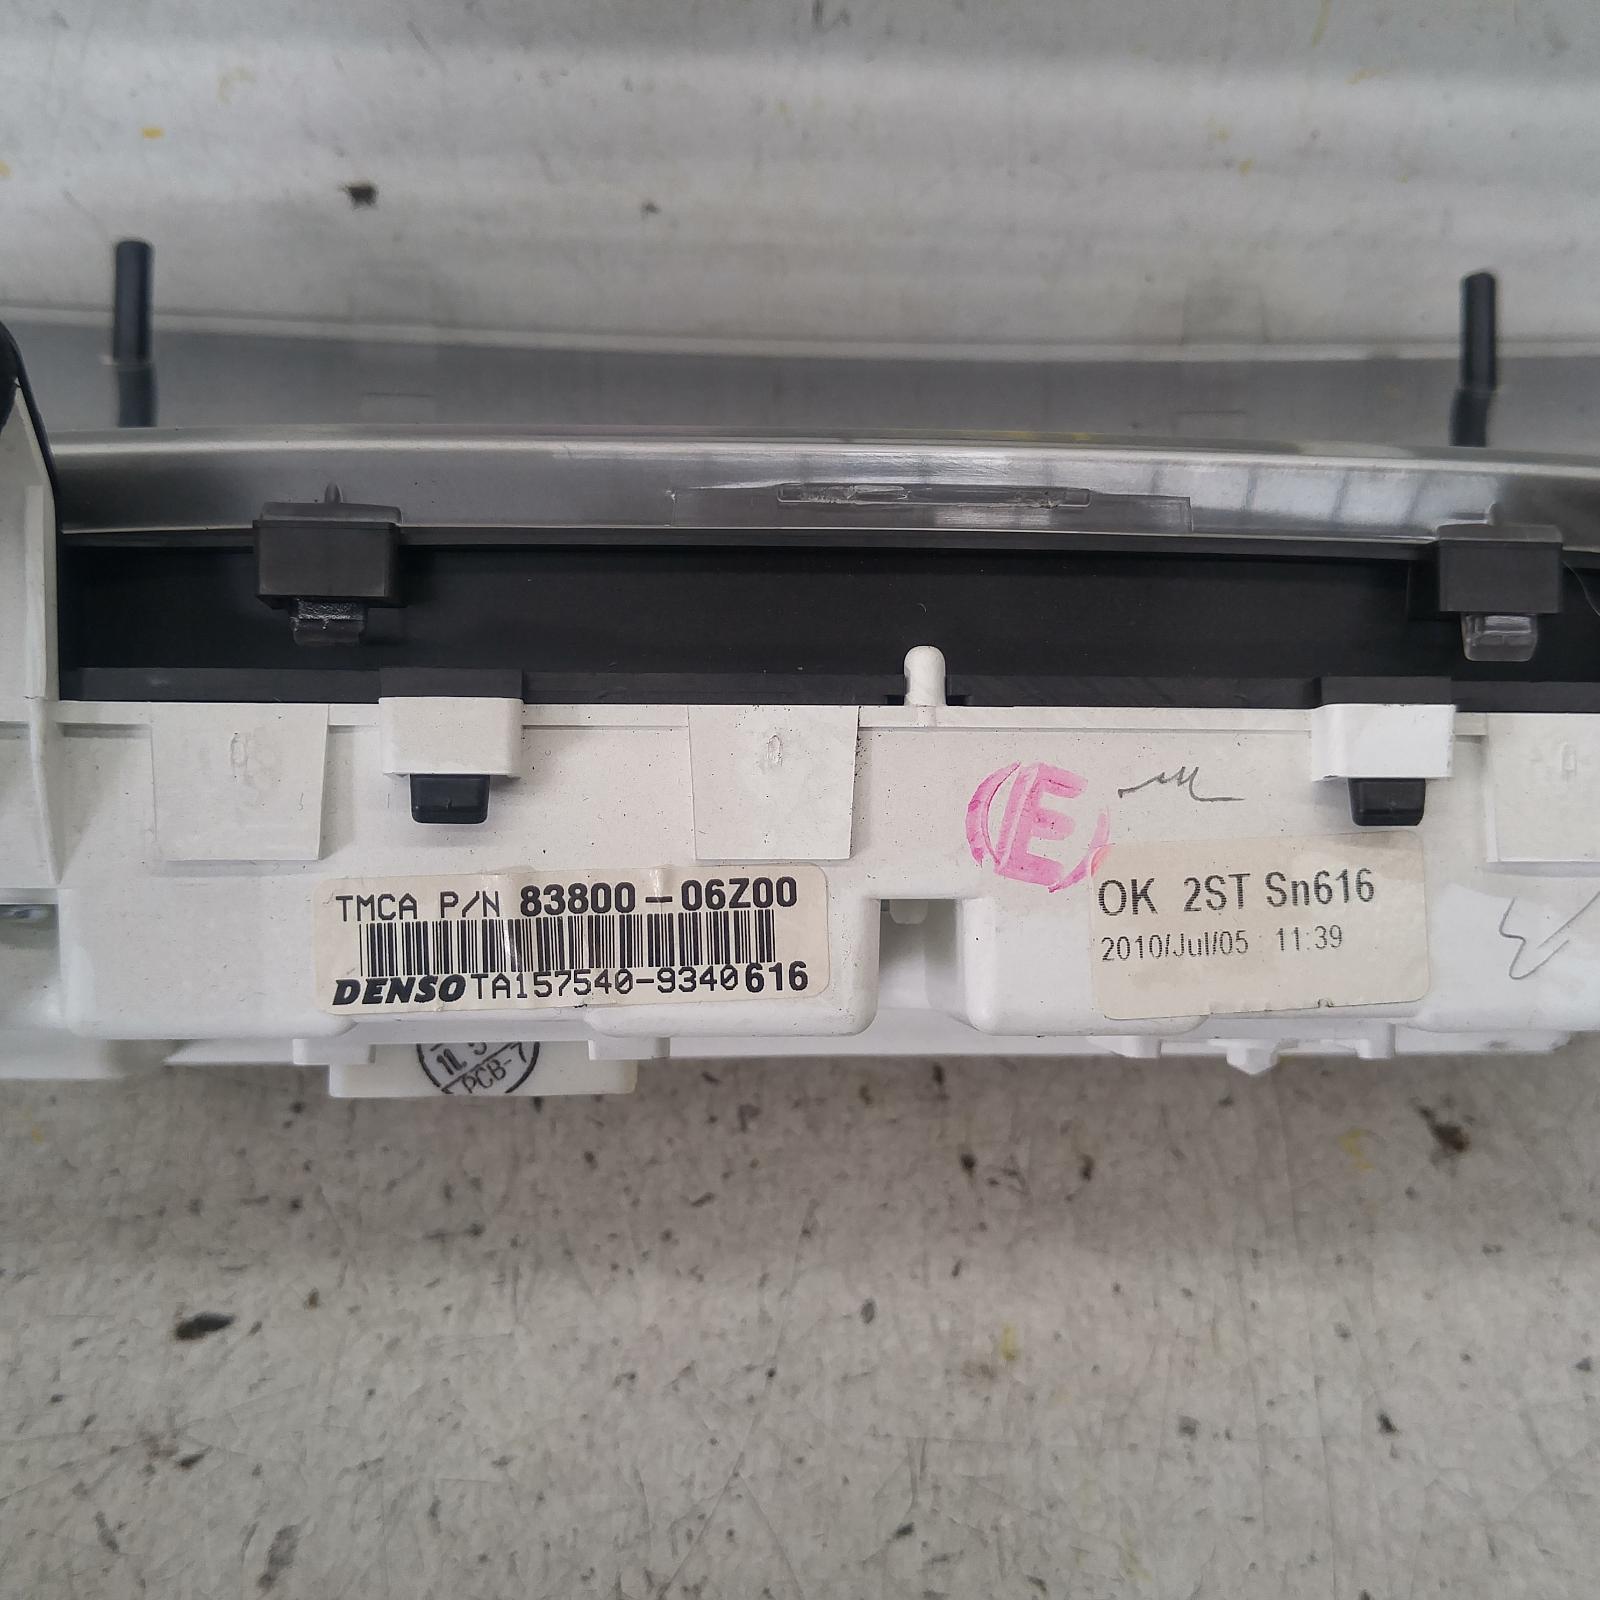 E
OK 2ST Sn616
2010/Jul/05 11:39
TMCA P/N 83800-06Z00
DENSO TA157540-9340616
PCB-7